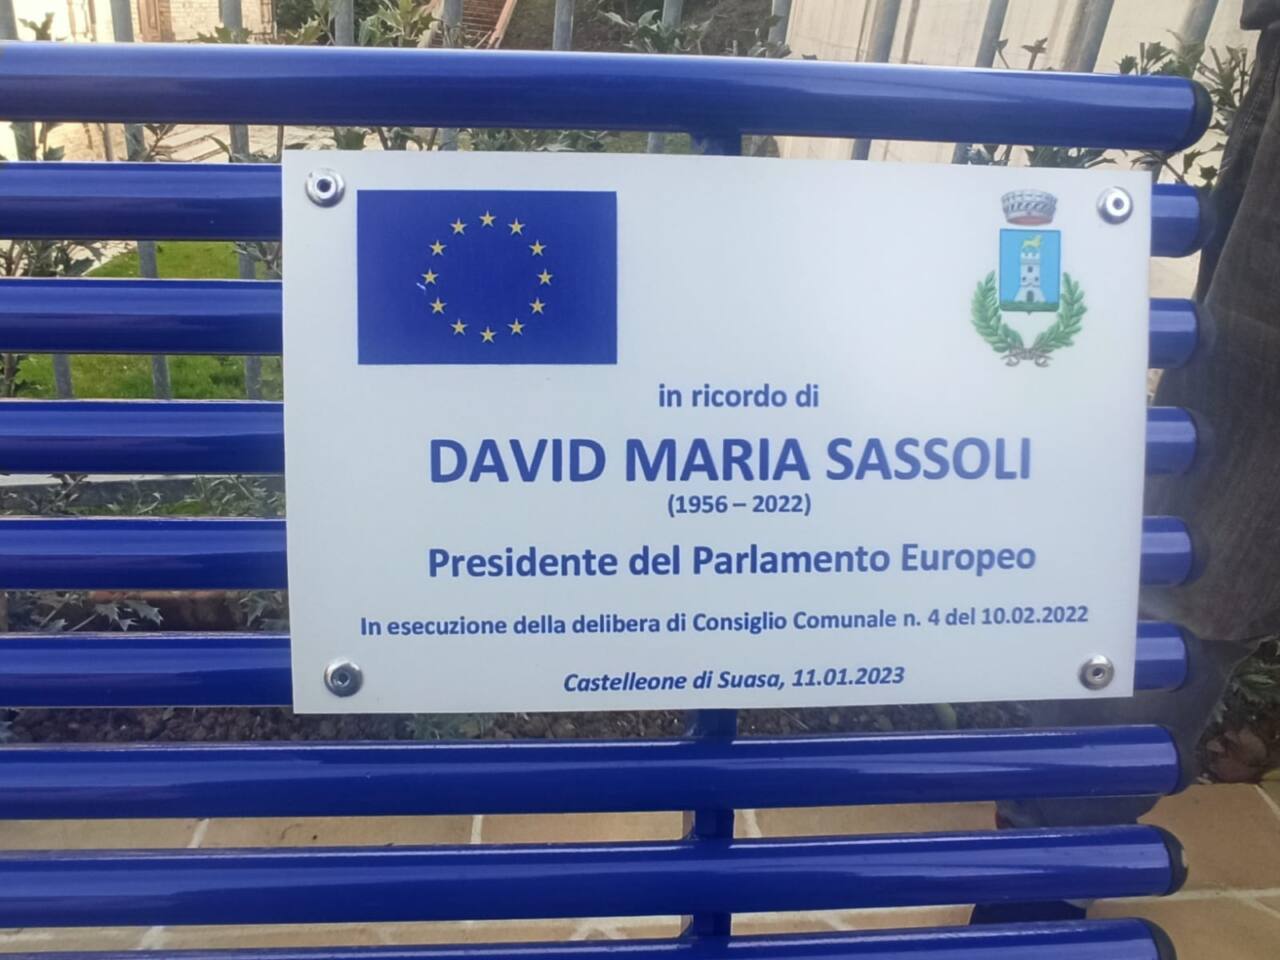 in ricordo di
DAVID MARIA SASSOLI
(1956 – 2022)
Presidente del Parlamento Europeo
In esecuzione della delibera di Consiglio Comunale n. 4 del 10.02.2022
Castelleone di Suasa, 11.01.2023